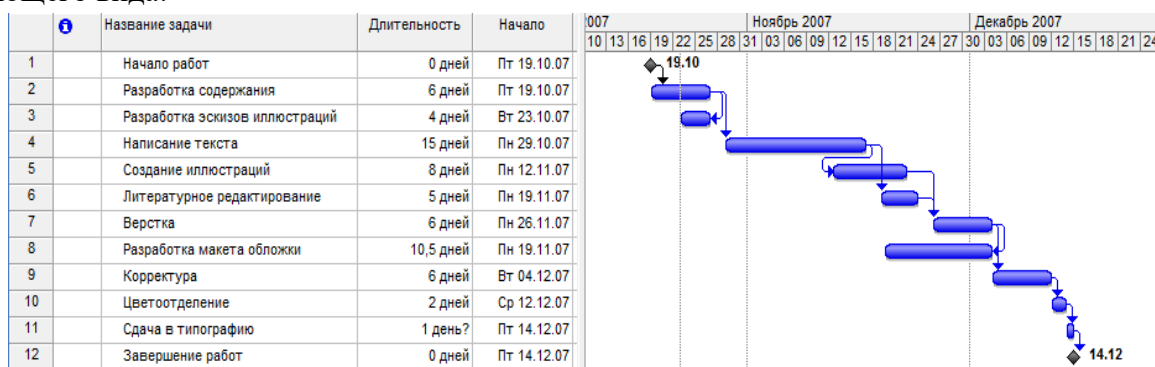 Название задачи Длительность Начало 007 Ноябрь 2007 Декабрь 2007
10 13 16 19 22 25 28 31 03 06 09 12 15 18 21 24 27 30 03 06 09 12 15 18 21 24
1 Начало работ 0 дней Пт 19.10.07 19.10
2 Разработка содержания 6 дней Пт 19.10.07
3 Разработка эскизов иллюстраций 4 дней Вт 23.10.07
4 Написание текста 15 дней Пн 29.10.07
5 Создание иллюстраций 8 дней Пн 12.11.07
6 Литературное редактирование 5 дней Пн 19.11.07
7 Верстка 6 дней Пн 26.11.07
8 Разработка макета обложки 10,5 дней Пн 19.11.07
9 Корректура 6 дней Вт 04.12.07
10 Цветоотделение 2 дней Ср 12.12.07
11 Сдача в типографию 1 день? Пт 14.12.07
12 Завершение работ 0 дней Пт 14.12.07 14.12